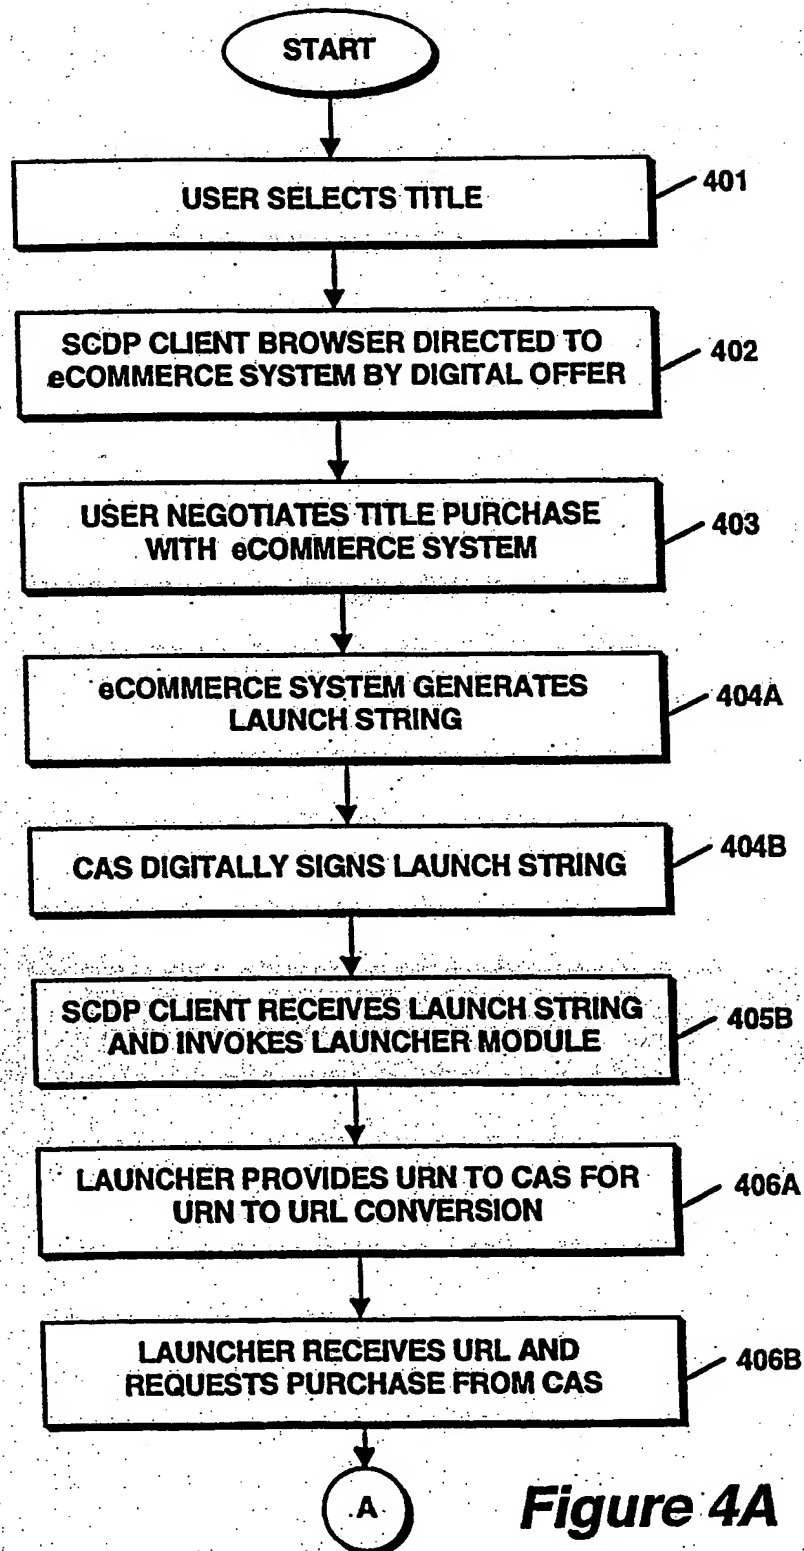 START
USER SELECTS TITLE
401
SCDP CLIENT BROWSER DIRECTED TO
eCOMMERCE SYSTEM BY DIGITAL OFFER
402
USER NEGOTIATES TITLE PURCHASE
WITH eCOMMERCE SYSTEM
403
eCOMMERCE SYSTEM GENERATES
LAUNCH STRING
404A
CAS DIGITALLY SIGNS LAUNCH STRING
404B
SCDP CLIENT RECEIVES LAUNCH STRING
AND INVOKES LAUNCHER MODULE
405B
LAUNCHER PROVIDES URN TO CAS FOR
URN TO URL CONVERSION
406A
LAUNCHER RECEIVES URL AND
REQUESTS PURCHASE FROM CAS
406B
A
Figure 4A